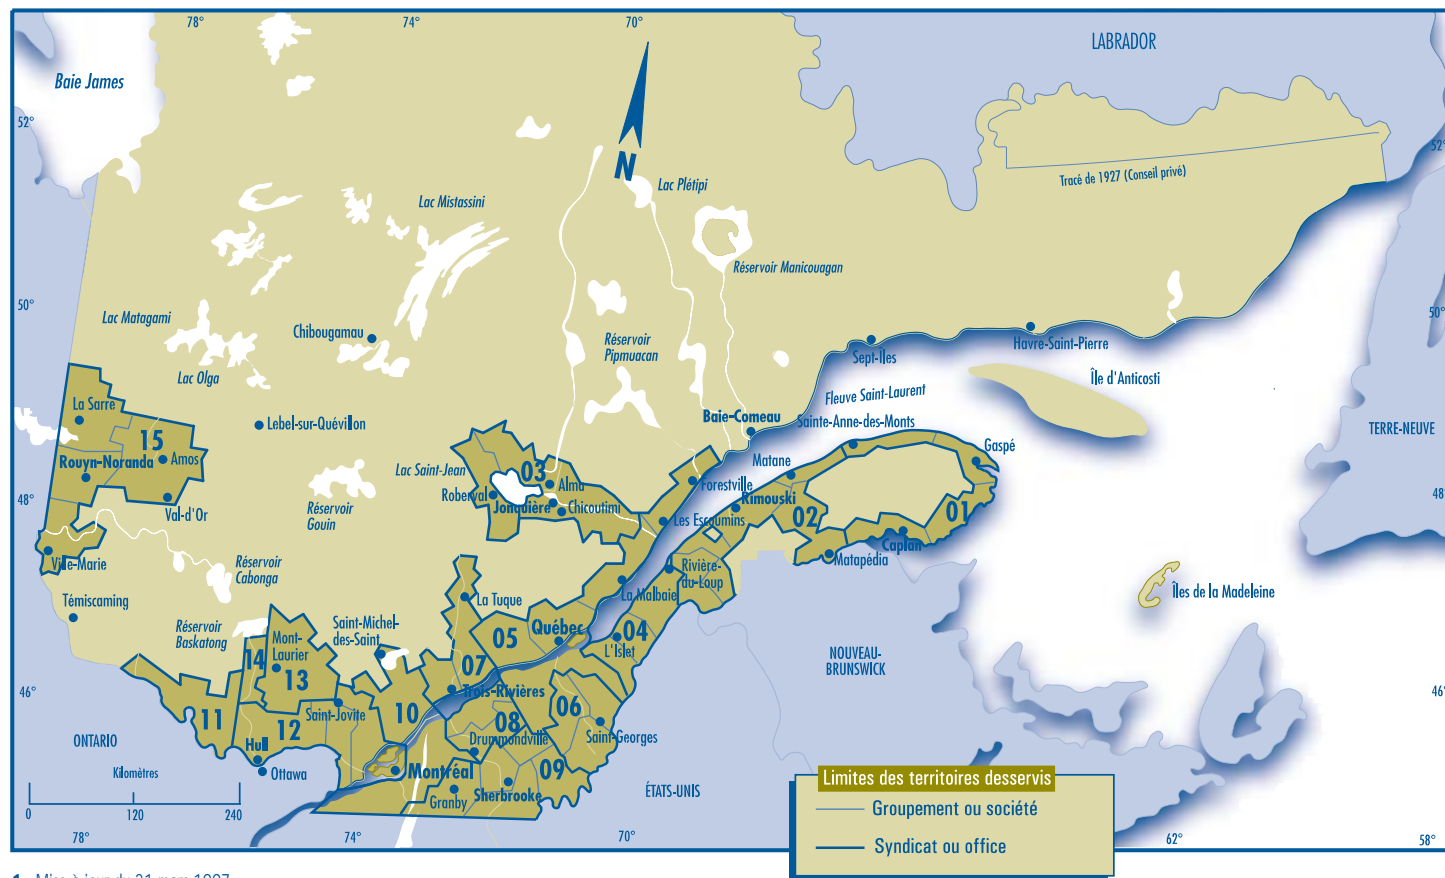 78°
74°
70°
LABRADOR
Baie James
52°
52°
N
Tracé de 1927 (Conseil privé)
Lac Plétipi
Lac Mistassini
Réservoir Manicouagan
50°
50°
Lac Matagami
Chibougamau
Réservoir
Pipmuacan
Havre-Saint-Pierre
Sept-Iles
Lac Olga
Île d'Anticosti
Fleuve Saint-Laurent
La Sarre
Lebel-sur-Quévillon
Baie-Comeau
Sainte-Anne-des-Monts
TERRE-NEUVE
15
Rouyn-Noranda
Amos
Lac Saint-Jean
03
Gaspé
Matane
Roberval
Alma
Forestville
48°
48°
Val-d'Or
Réservoir
Gouin
Jonquière
Chicoutimi
Rimouski
Les Escoumins
02
01
Caplan
Matapédia
Ville-Marie
Réservoir
Cabonga
Rivière-
du-Loup
La Malbaie
Îles de la Madeleine
Témiscaming
La Tuque
Réservoir
Baskatong
Saint-Michel
des-Saint
Mont-
Laurier
05
Québec
04
L'Islet
NOUVEAU-
BRUNSWICK
14
13
07
46°
46°
Trois-Rivières
11
12
Saint-Jovite
10
06
08
Saint-Georges
ONTARIO
Hull
Drummondville
Ottawa
Montréal
09
Kilomètres
Granby
Sherbrooke
ÉTATS-UNIS
0
120
240
78°
74°
70°
62°
58°
Limites des territoires desservis
Groupement ou société
Syndicat ou office